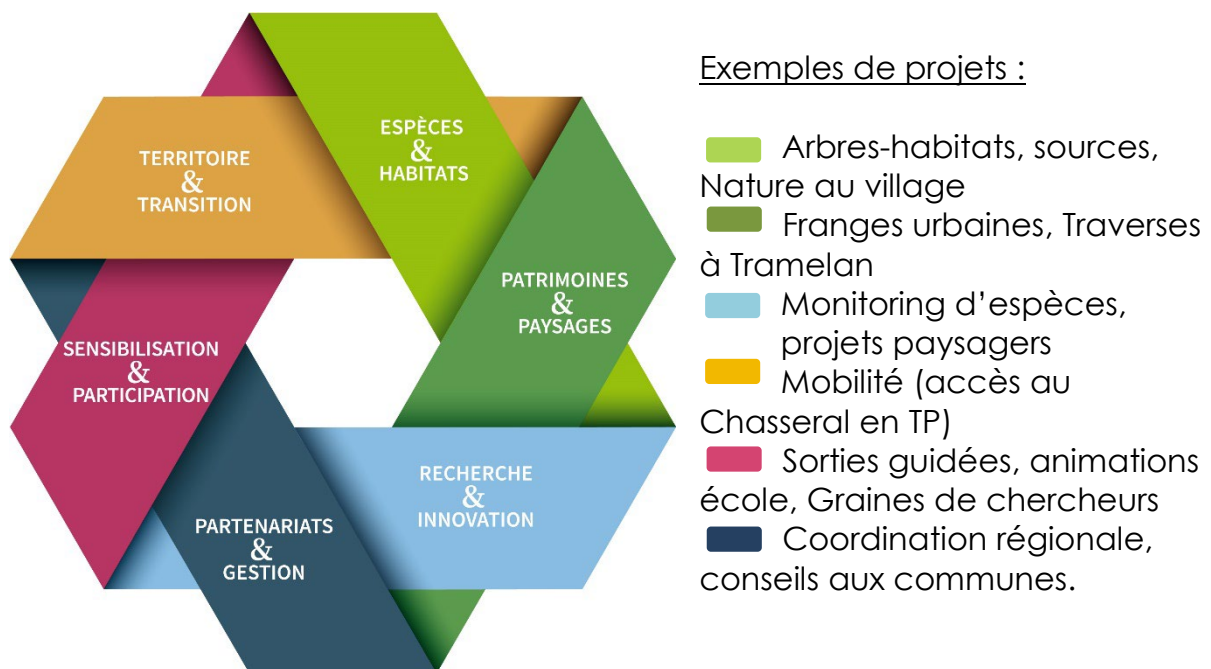 TERRITOIRE
&
TRANSITION
ESPÈCES
&
HABITATS
PATRIMOINES
&
PAYSAGES
SENSIBILISATION
&
PARTICIPATION
RECHERCHE
&
INNOVATION
PARTENARIATS
&
GESTION
Exemples de projets :
Arbres-habitats, sources,
Nature au village
Franges urbaines, Traverses
à Tramelan
Monitoring d’espèces,
projets paysagers
Mobilité (accès au
Chasseral en TP)
Sorties guidées, animations
école, Graines de chercheurs
Coordination régionale,
conseils aux communes.